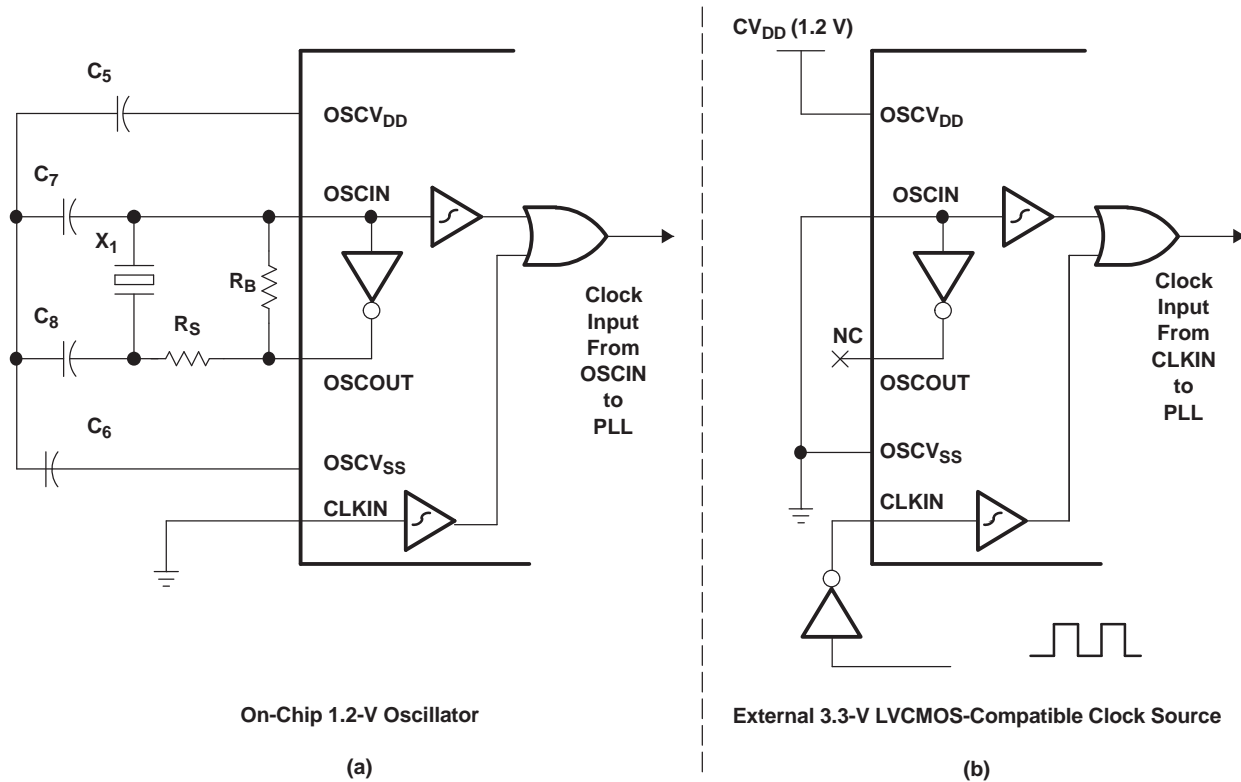 C5
OSCVDD
C7
OSCIN
X1
RB
C8
RS
OSCOUT
C6
OSCVSS
CLKIN
Clock
Input
From
OSCIN
to
PLL
On-Chip 1.2-V Oscillator
(a)
CVDD (1.2 V)
OSCVDD
OSCIN
NC
OSCOUT
OSCVSS
CLKIN
Clock
Input
From
CLKIN
to
PLL
External 3.3-V LVCMOS-Compatible Clock Source
(b)